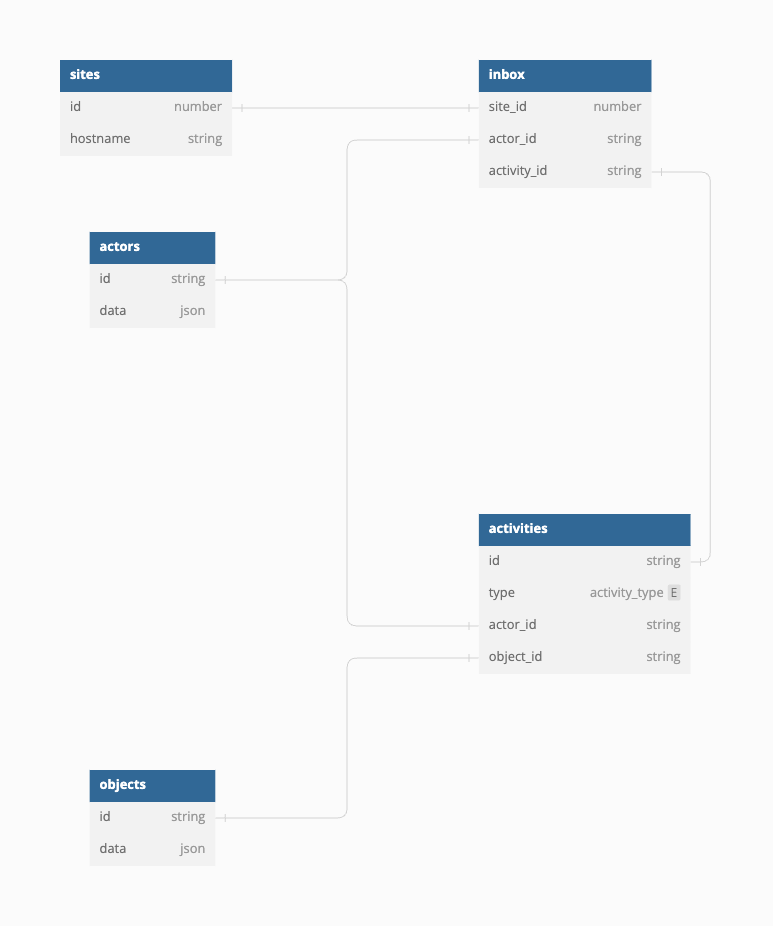 sites
id number
hostname string
inbox
site_id number
actor_id string
activity_id string
actors
id string
data json
activities
id string
type activity_type E
actor_id string
object_id string
objects
id string
data json